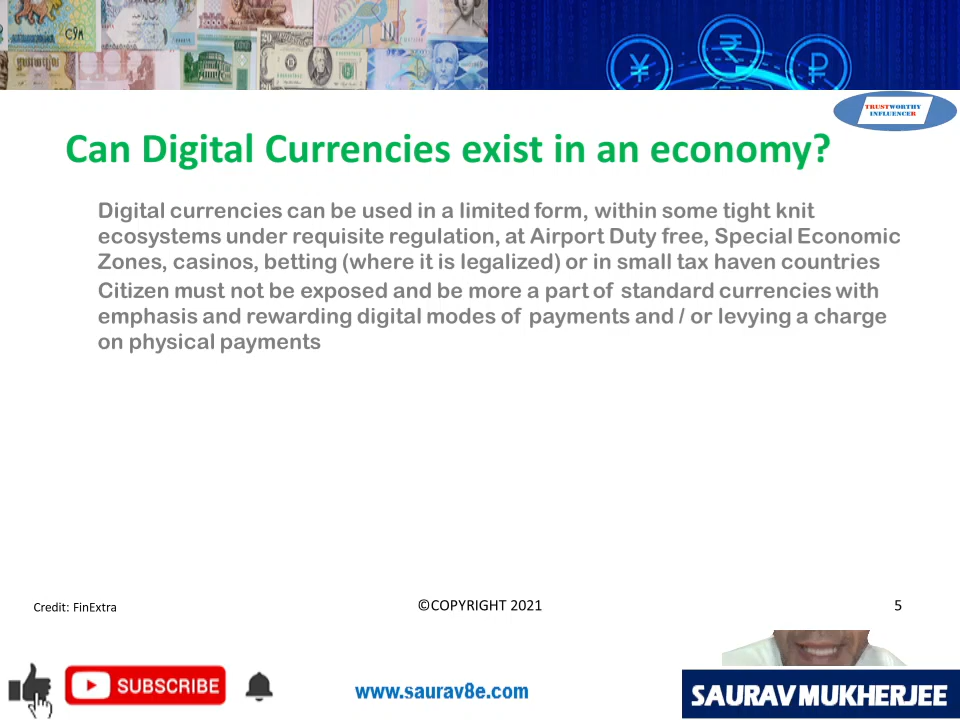 TRUSTWORTHY
INFLUENCER
Can Digital Currencies exist in an economy?
Digital currencies can be used in a limited form, within some tight knit
ecosystems under requisite regulation, at Airport Duty free, Special Economic
Zones, casinos, betting (where it is legalized) or in small tax haven countries
Citizen must not be exposed and be more a part of standard currencies with
emphasis and rewarding digital modes of payments and / or levying a charge
on physical payments
Credit: FinExtra
©COPYRIGHT 2021
5
SUBSCRIBE
www.saurav8e.com
SAURAV MUKHERJEE